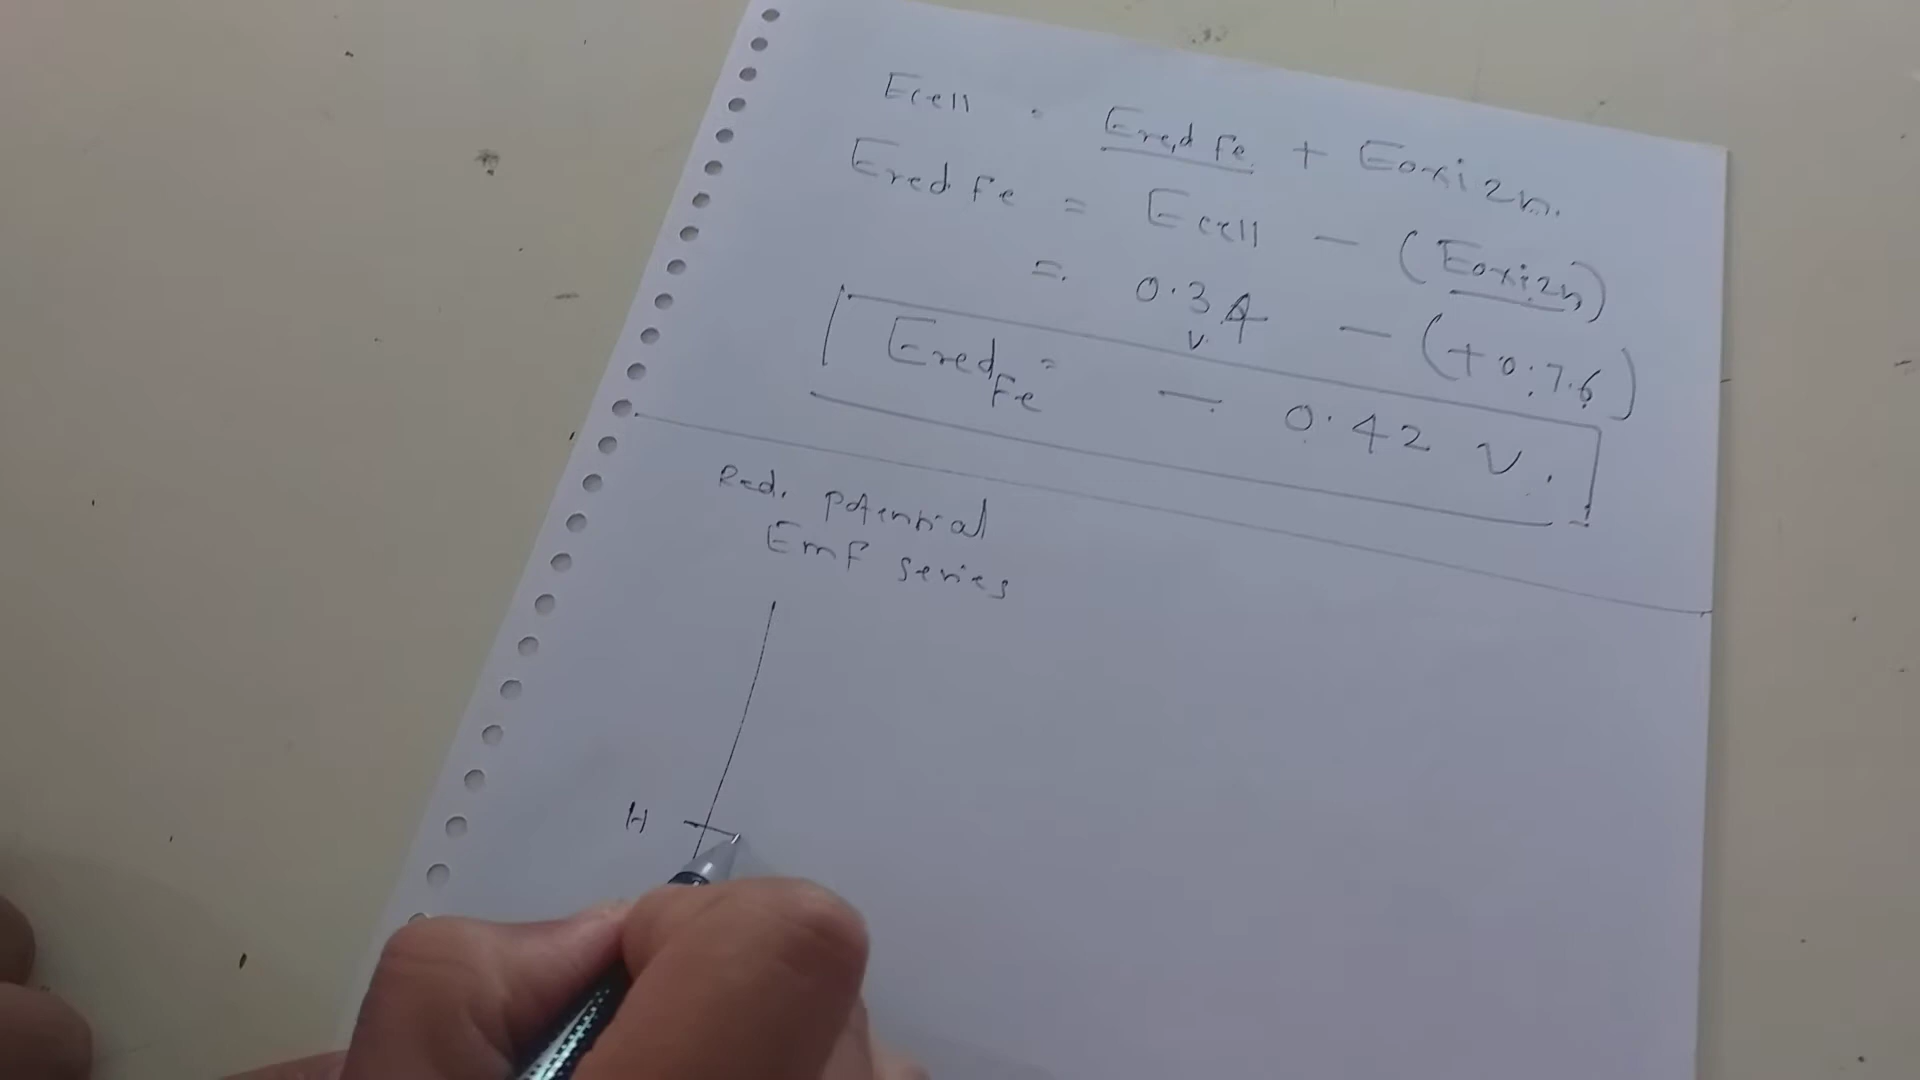 Ecell = Ered Fe + Eoxi Zn.
Ered Fe = Ecell - (Eoxi Zn)
= 0.34 V - (+0.76)
Ered Fe = - 0.42 V.
Red. potential
Emf series
H